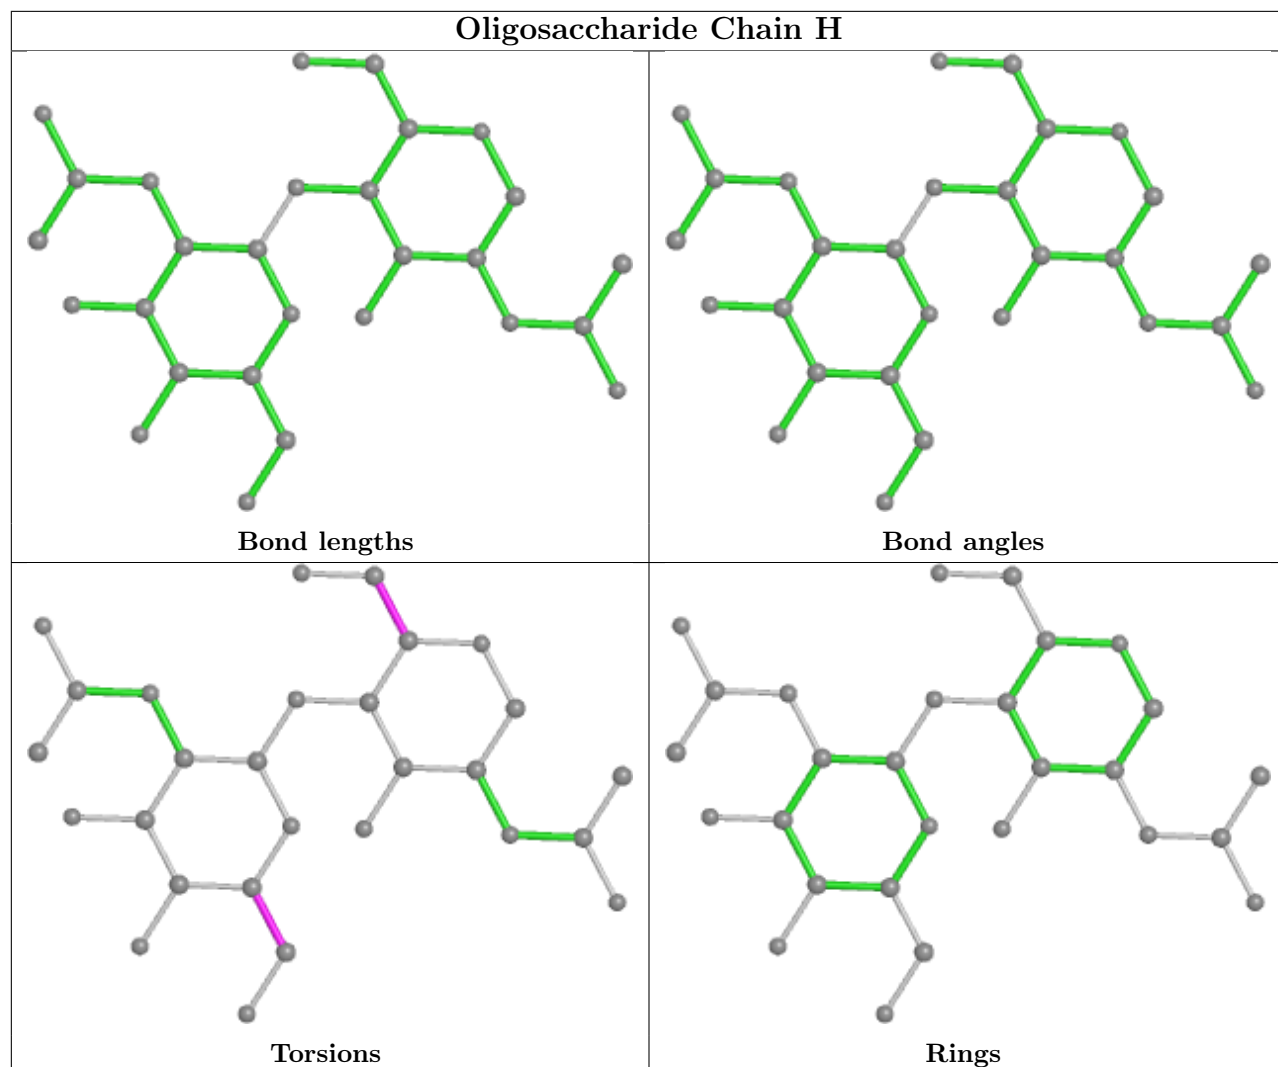 Oligosaccharide Chain H
Bond lengths
Bond angles
Torsions
Rings